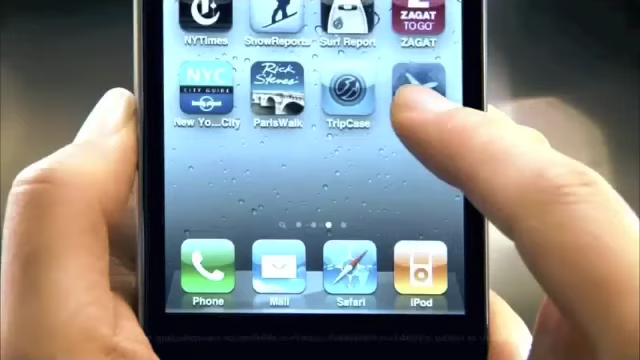 NYTimes
ShowReports
Surf Report
ZAGAT
TO GO
ZAGAT
NYC
CITY GUIDE
Rick
Steves'
New Yo...City
ParisWalk
TripCase
Phone
Mail
Safari
iPod